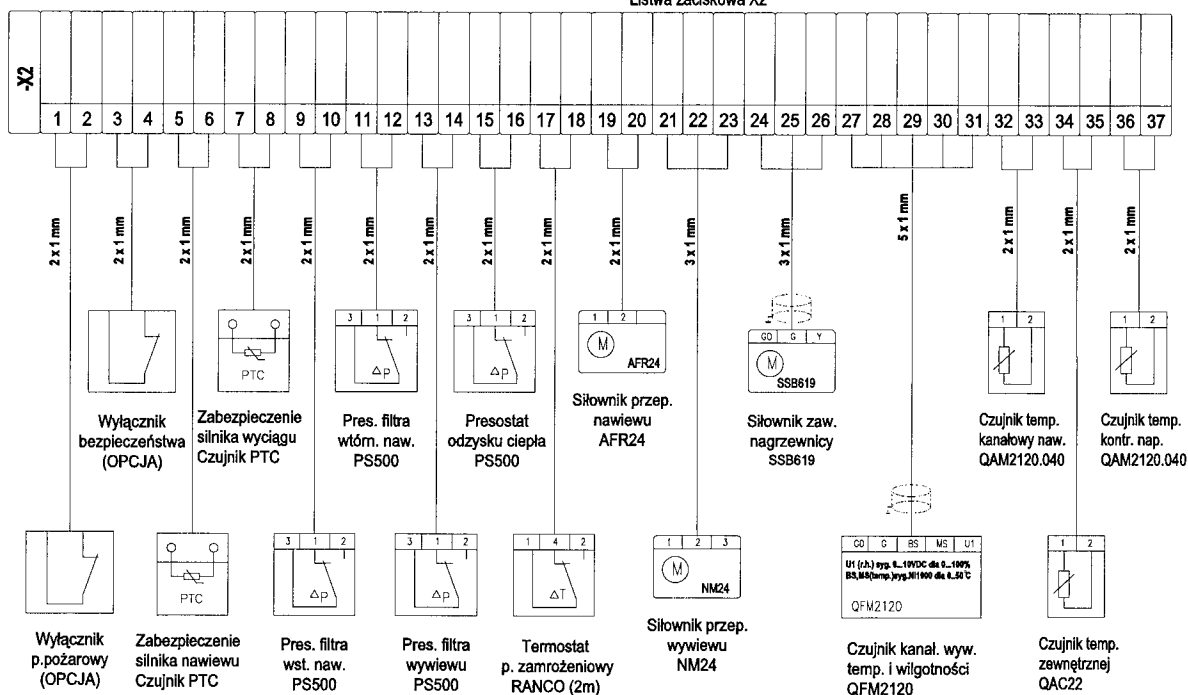 Listwa zaciskowa X2
-X2
1 2 3 4 5 6 7 8 9 10 11 12 13 14 15 16 17 18 19 20 21 22 23 24 25 26 27 28 29 30 31 32 33 34 35 36 37
2 x 1 mm
2 x 1 mm
2 x 1 mm
2 x 1 mm
2 x 1 mm
2 x 1 mm
2 x 1 mm
2 x 1 mm
2 x 1 mm
2 x 1 mm
3 x 1 mm
3 x 1 mm
5 x 1 mm
2 x 1 mm
2 x 1 mm
2 x 1 mm
Wyłącznik
bezpieczeństwa
(OPCJA)
PTC
Zabezpieczenie
silnika wyciągu
Czujnik PTC
3 1 2
ΔP
Pres. filtra
wtórn. naw.
PS500
3 1 2
ΔP
Presostat
odzysku ciepła
PS500
1 2
M
AFR24
Siłownik przep.
nawiewu
AFR24
G0 G Y
M
SSB619
Siłownik zaw.
nagrzewnicy
SSB619
1 2
Czujnik temp.
kanałowy naw.
QAM2120.040
1 2
Czujnik temp.
kontr. nap.
QAM2120.040
Wyłącznik
p.pożarowy
(OPCJA)
PTC
Zabezpieczenie
silnika nawiewu
Czujnik PTC
3 1 2
ΔP
Pres. filtra
wst. naw.
PS500
3 1 2
ΔP
Pres. filtra
wywiewu
PS500
1 4 2
ΔT
Termostat
p. zamrożeniowy
RANCO (2m)
1 2 3
M
NM24
Siłownik przep.
wywiewu
NM24
G0 G BS MS U1
U1 (r.h.) syg. 0...10VDC dla 0...100%
BS,MS(temp.)syg.NI1000 dla 0...50°C
QFM2120
Czujnik kanał. wyw.
temp. i wilgotności
QFM2120
1 2
Czujnik temp.
zewnętrznej
QAC22